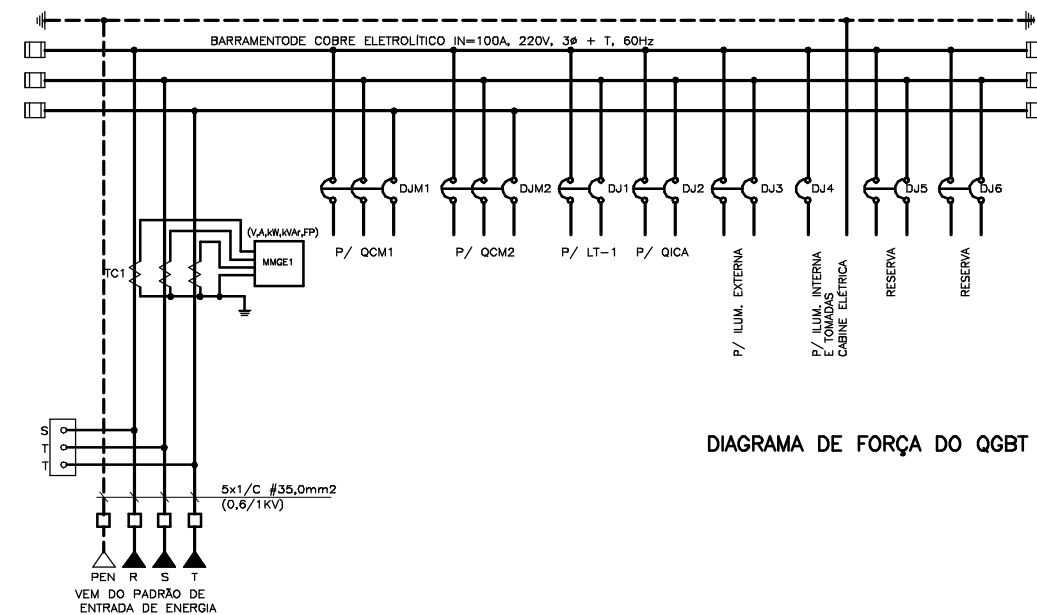 BARRAMENTODE COBRE ELETROLÍTICO IN=100A, 220V, 3ø + T, 60Hz
DJM1
DJM2
DJ1
DJ2
DJ3
DJ4
DJ5
DJ6
P/ QCM1
P/ QCM2
P/ LT-1
P/ QICA
P/ ILUM. EXTERNA
P/ ILUM. INTERNA
E TOMADAS
CABINE ELÉTRICA
RESERVA
RESERVA
(V,A,kW,kVAr,FP)
MMGE1
TC1
S
T
T
DIAGRAMA DE FORÇA DO QGBT
5x1/C #35,0mm2
(0,6/1KV)
PEN R S T
VEM DO PADRÃO DE
ENTRADA DE ENERGIA